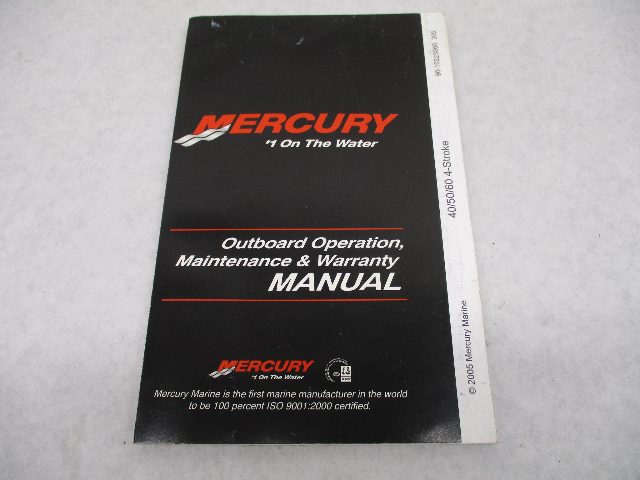 MERCURY
#1 On The Water
Outboard Operation,
Maintenance & Warranty
MANUAL
MERCURY
#1 On The Water
Mercury Marine is the first marine manufacturer in the world
to be 100 percent ISO 9001:2000 certified.
© 2005 Mercury Marine
40/50/60 4-Stroke